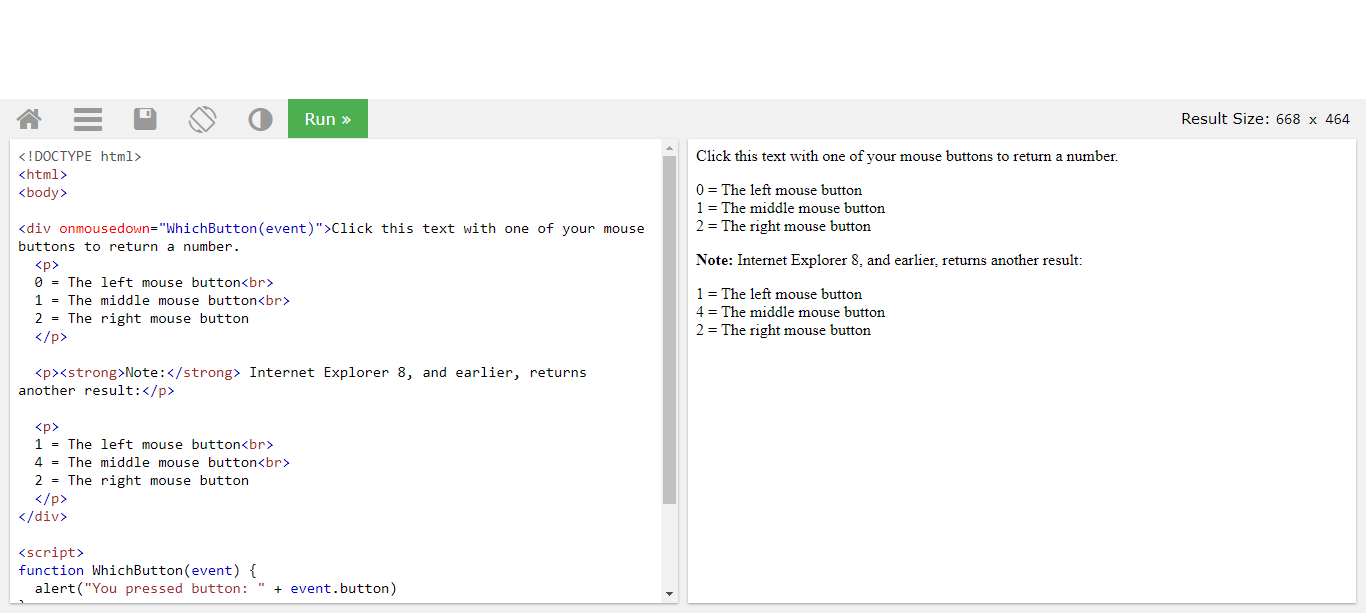 Run »
Result Size: 668 x 464
<!DOCTYPE html>
<html>
<body>
<div onmousedown="WhichButton(event)">Click this text with one of your mouse
buttons to return a number.
<p>
0 = The left mouse button<br>
1 = The middle mouse button<br>
2 = The right mouse button
</p>
<p><strong>Note:</strong> Internet Explorer 8, and earlier, returns
another result:</p>
<p>
1 = The left mouse button<br>
4 = The middle mouse button<br>
2 = The right mouse button
</p>
</div>
<script>
function WhichButton(event) {
alert("You pressed button: " + event.button)
Click this text with one of your mouse buttons to return a number.
0 = The left mouse button
1 = The middle mouse button
2 = The right mouse button
Note: Internet Explorer 8, and earlier, returns another result:
1 = The left mouse button
4 = The middle mouse button
2 = The right mouse button